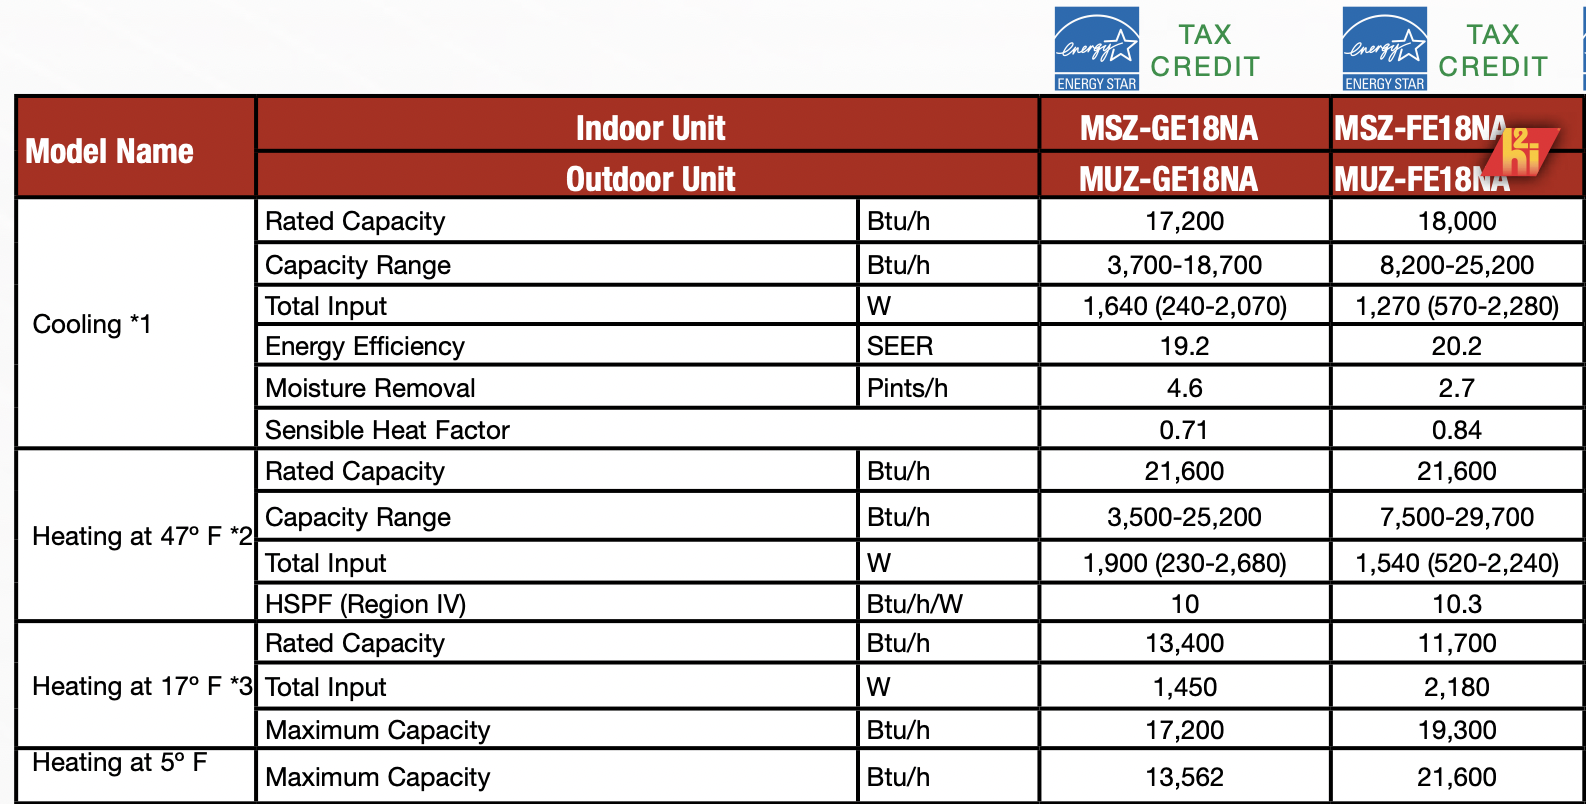 energy TAX CREDIT energy TAX CREDIT
ENERGY STAR ENERGY STAR
Model Name Indoor Unit MSZ-GE18NA MSZ-FE18NA
Outdoor Unit MUZ-GE18NA MUZ-FE18NA
h2i
Cooling *1 Rated Capacity Btu/h 17,200 18,000
Capacity Range Btu/h 3,700-18,700 8,200-25,200
Total Input W 1,640 (240-2,070) 1,270 (570-2,280)
Energy Efficiency SEER 19.2 20.2
Moisture Removal Pints/h 4.6 2.7
Sensible Heat Factor 0.71 0.84
Heating at 47º F *2 Rated Capacity Btu/h 21,600 21,600
Capacity Range Btu/h 3,500-25,200 7,500-29,700
Total Input W 1,900 (230-2,680) 1,540 (520-2,240)
HSPF (Region IV) Btu/h/W 10 10.3
Heating at 17º F *3 Rated Capacity Btu/h 13,400 11,700
Total Input W 1,450 2,180
Maximum Capacity Btu/h 17,200 19,300
Heating at 5º F Maximum Capacity Btu/h 13,562 21,600